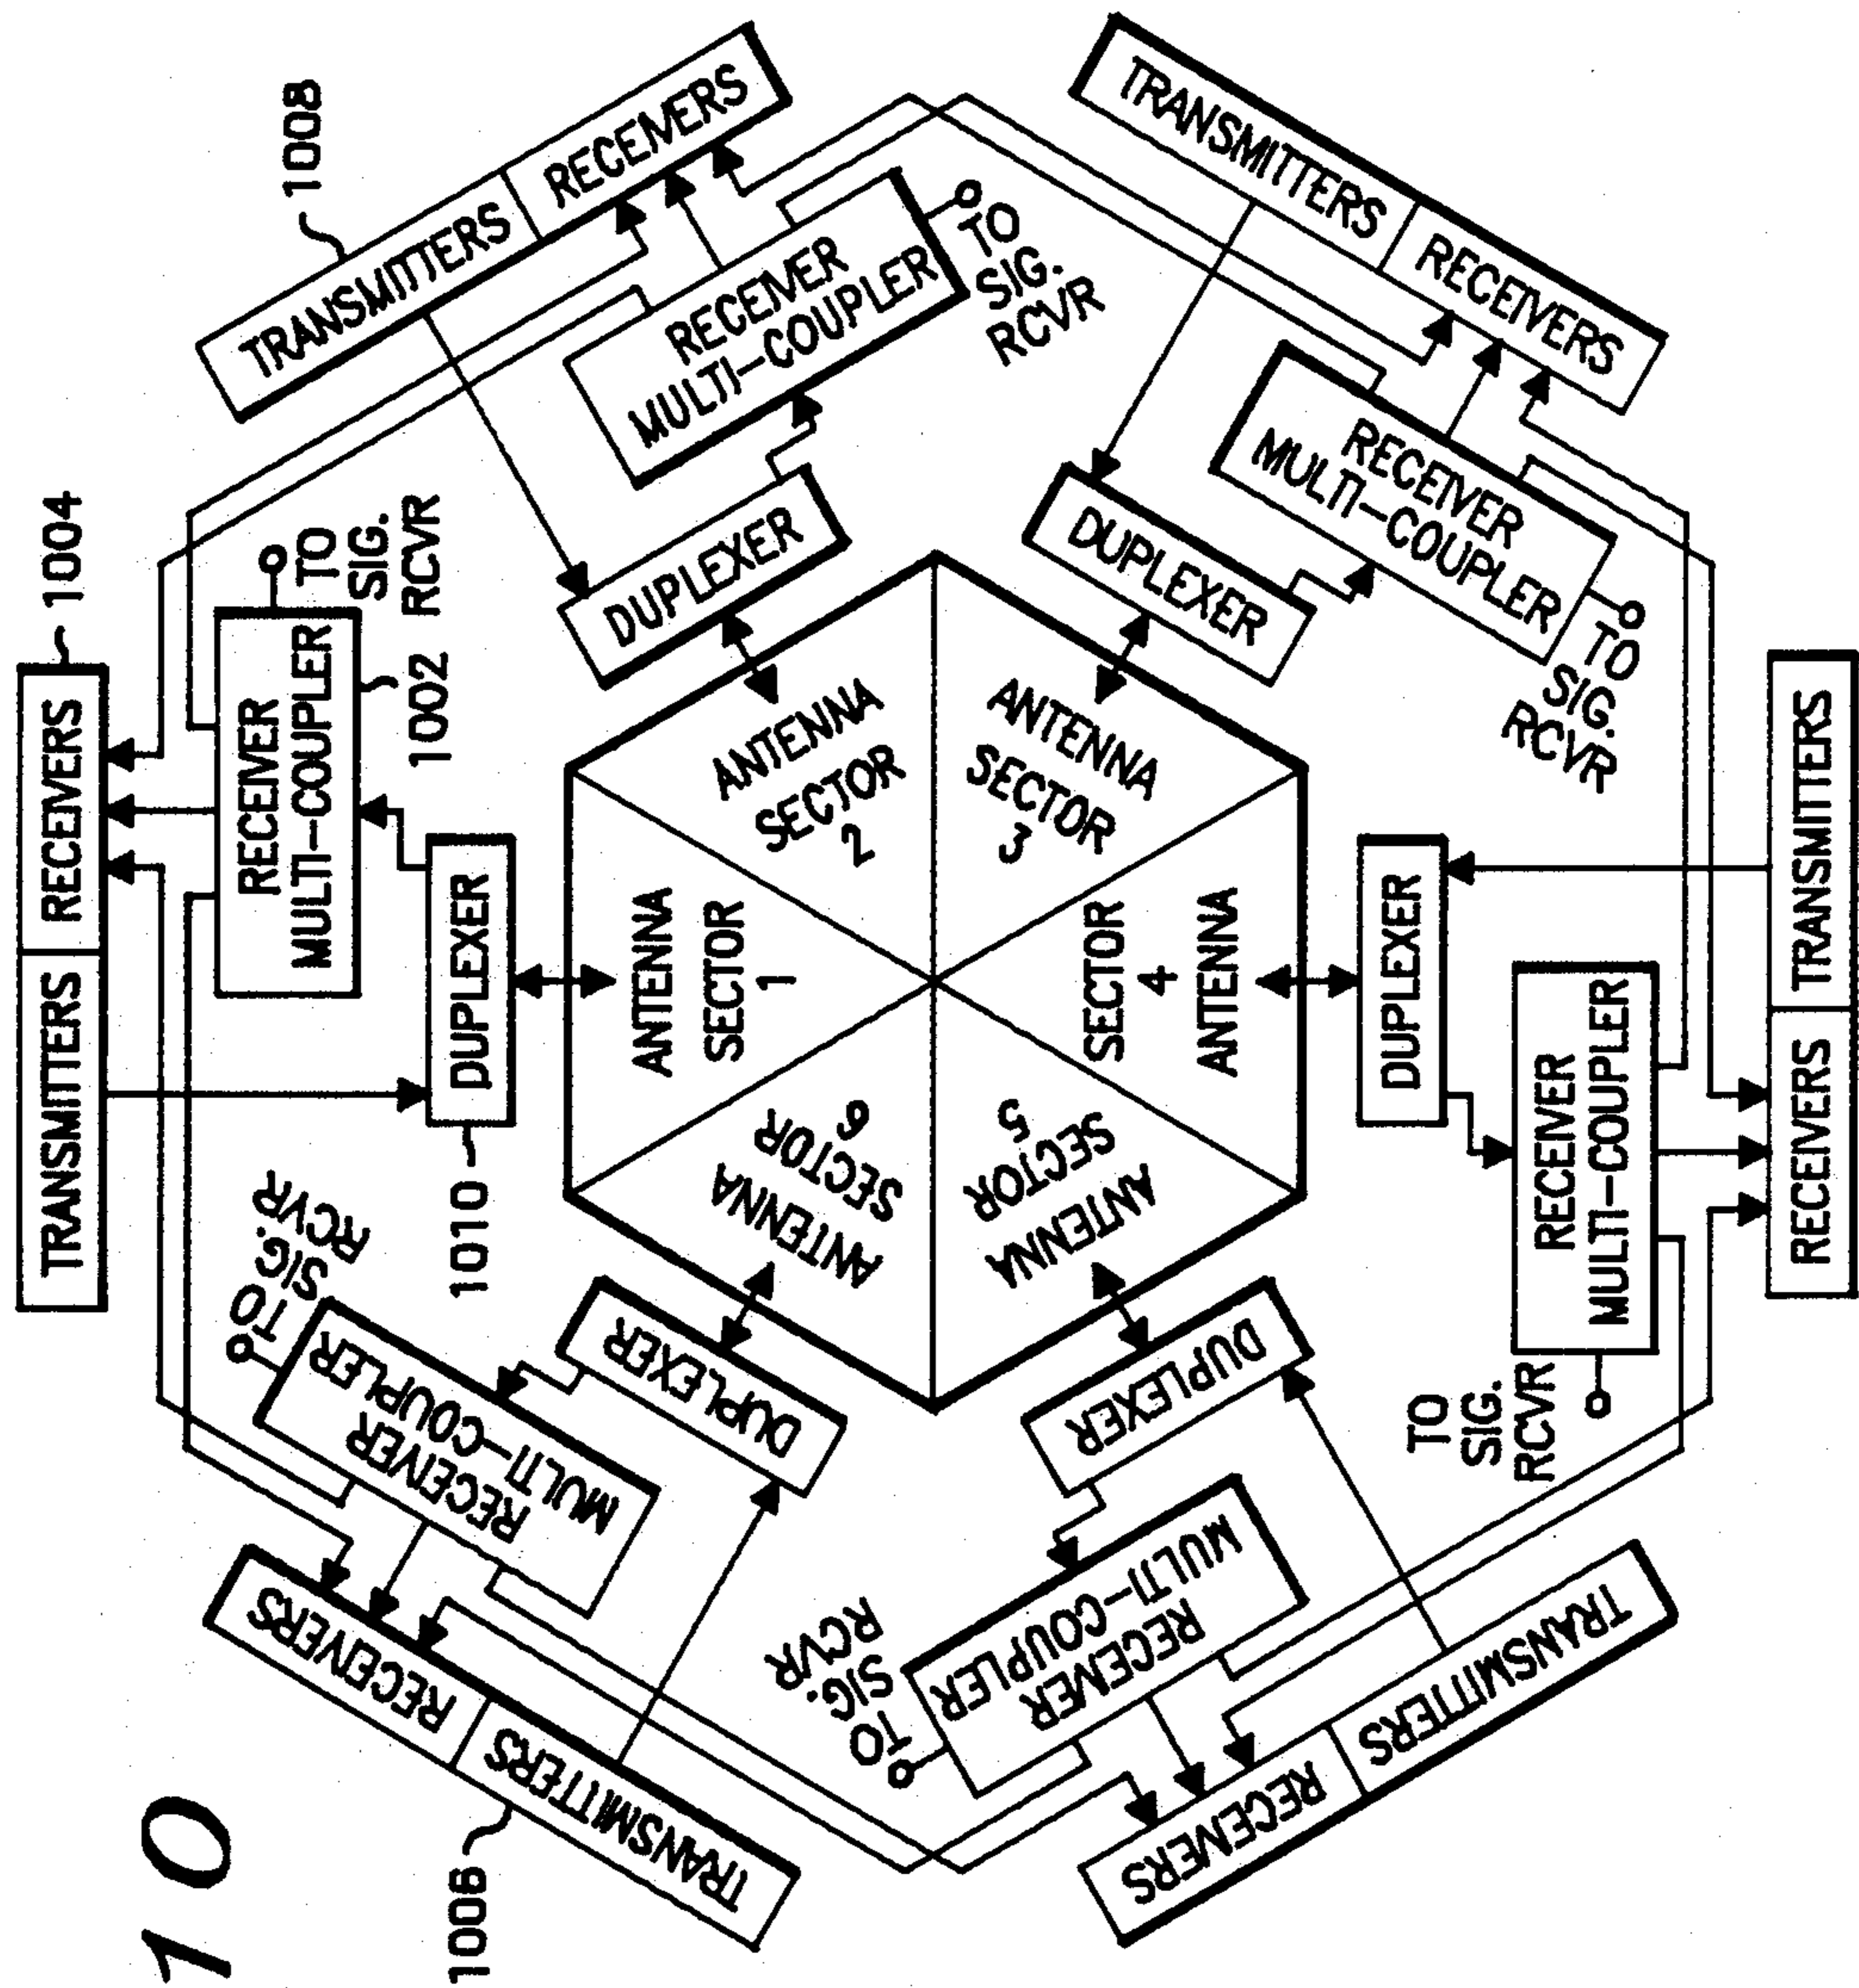 10
TRANSMITTERS
RECEIVERS
1004
RECEIVER
MULTI-COUPLER
TO
SIG.
RCVR
1002
DUPLEXER
1010
ANTENNA
SECTOR
1
TRANSMITTERS
RECEIVERS
1008
RECEIVER
MULTI-COUPLER
TO
SIG.
RCVR
DUPLEXER
ANTENNA
SECTOR
2
TRANSMITTERS
RECEIVERS
RECEIVER
MULTI-COUPLER
TO
SIG.
RCVR
DUPLEXER
ANTENNA
SECTOR
3
SECTOR
4
ANTENNA
DUPLEXER
RECEIVER
MULTI-COUPLER
TO
SIG.
RCVR
RECEIVERS
TRANSMITTERS
ANTENNA
SECTOR
5
DUPLEXER
RECEIVER
MULTI-COUPLER
TO
SIG.
RCVR
RECEIVERS
TRANSMITTERS
ANTENNA
SECTOR
6
DUPLEXER
RECEIVER
MULTI-COUPLER
TO
SIG.
RCVR
RECEIVERS
TRANSMITTERS
1006